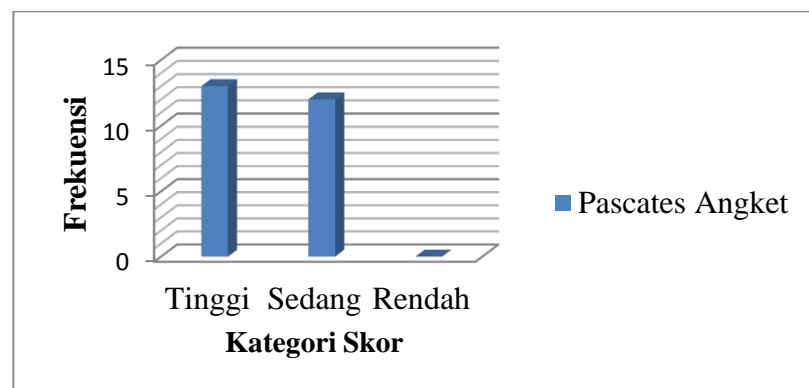 15
10
5
0
Frekuensi
Tinggi Sedang Rendah
Kategori Skor
Pascates Angket